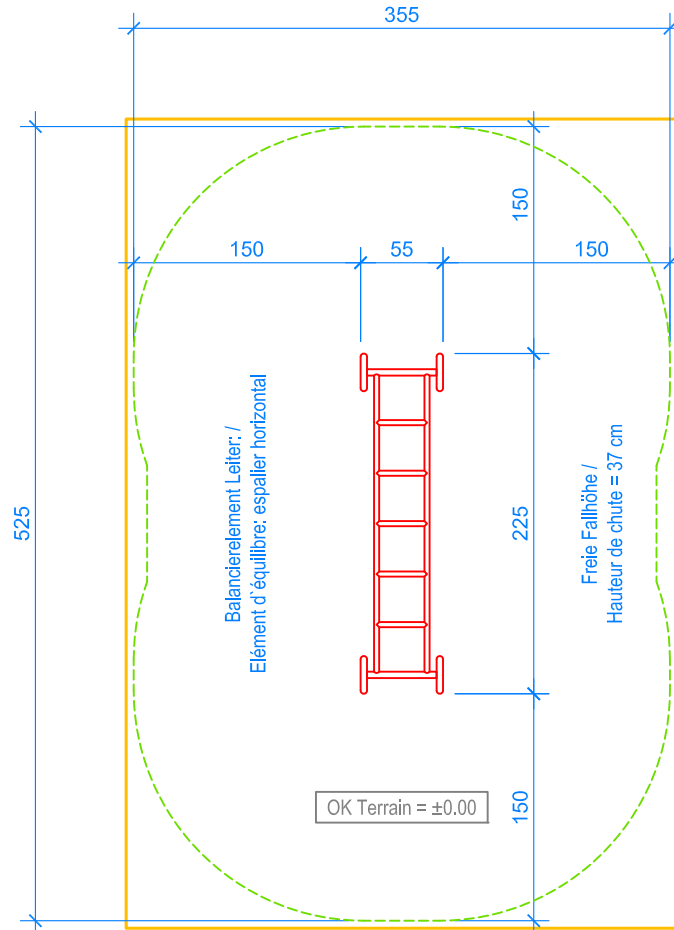 355
150
150
55
150
Balancierelement Leiter: /
Elément d`équilibre: espalier horizontal
525
225
Freie Fallhöhe /
Hauteur de chute = 37 cm
OK Terrain = ±0.00
150